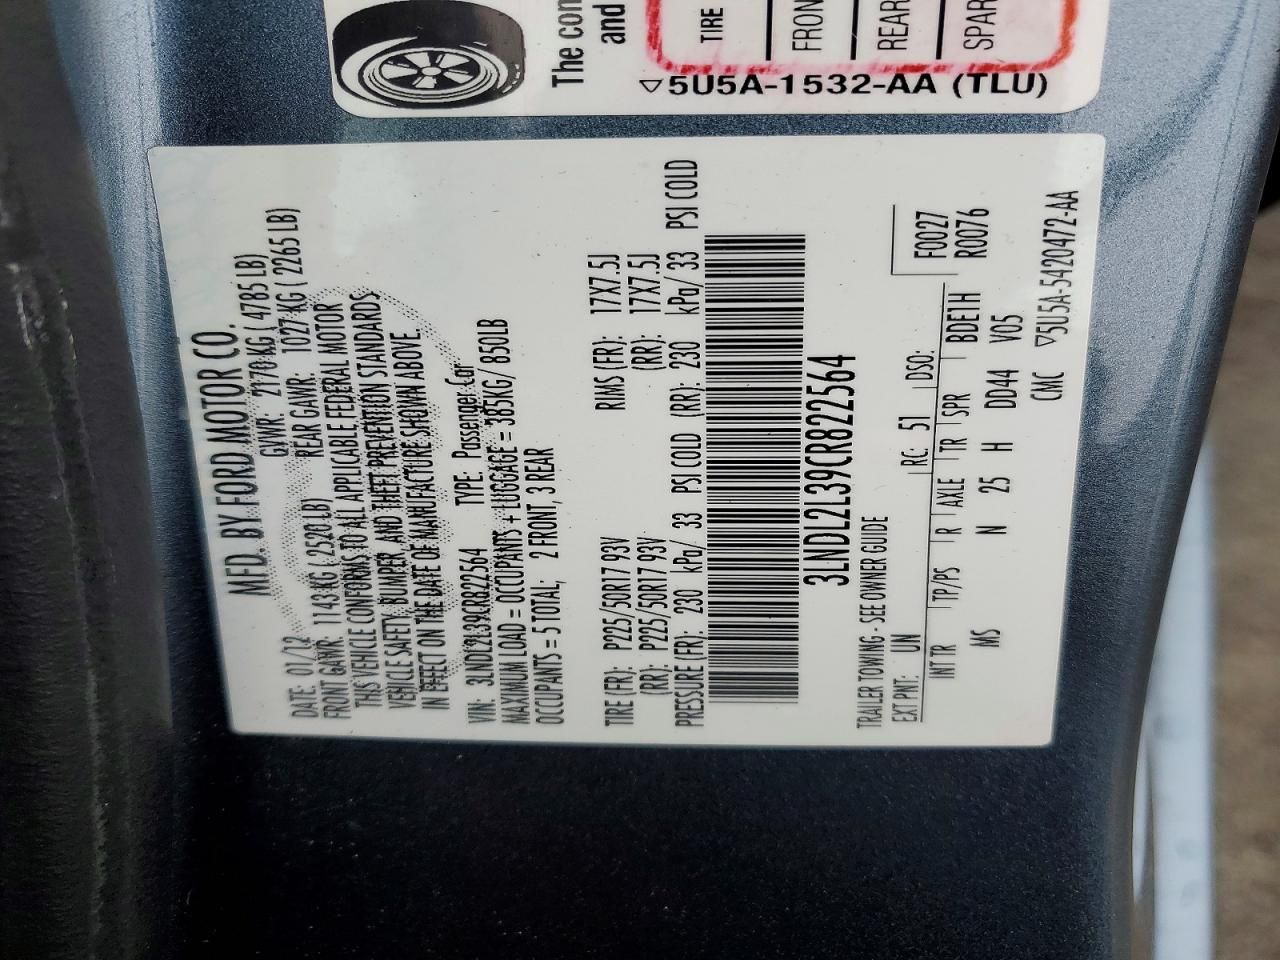 The con
and
TIRE
FRON
REAR
SPAR
▽5U5A-1532-AA (TLU)
MFD. BY FORD MOTOR CO.
DATE: 01/12 GVWR: 2170 KG ( 4785 LB)
FRONT GAWR: 1143 KG ( 2520 LB) REAR GAWR: 1027 KG ( 2265 LB)
THIS VEHICLE CONFORMS TO ALL APPLICABLE FEDERAL MOTOR
VEHICLE SAFETY, BUMPER, AND THEFT PREVENTION STANDARDS
IN EFFECT ON THE DATE OF MANUFACTURE SHOWN ABOVE.
VIN: 3LNDL2L39CR822564 TYPE: Passenger Car
MAXIMUM LOAD = OCCUPANTS + LUGGAGE = 385KG/ 850LB
OCCUPANTS = 5 TOTAL; 2 FRONT, 3 REAR
TIRE (FR): P225/50R17 93V RIMS (FR): 17X7.5J
(RR): P225/50R17 93V (RR): 17X7.5J
PRESSURE (FR): 230 kPa/ 33 PSI COLD (RR): 230 kPa/ 33 PSI COLD
3LNDL2L39CR822564
TRAILER TOWING - SEE OWNER GUIDE
EXT PNT: UN RC: 51 DSO: F0027
INT TR TP/PS R AXLE TR SPR BDE1H R0076
MS N 25 H DD44 V05
CMC ▽5U5A-5420472-AA